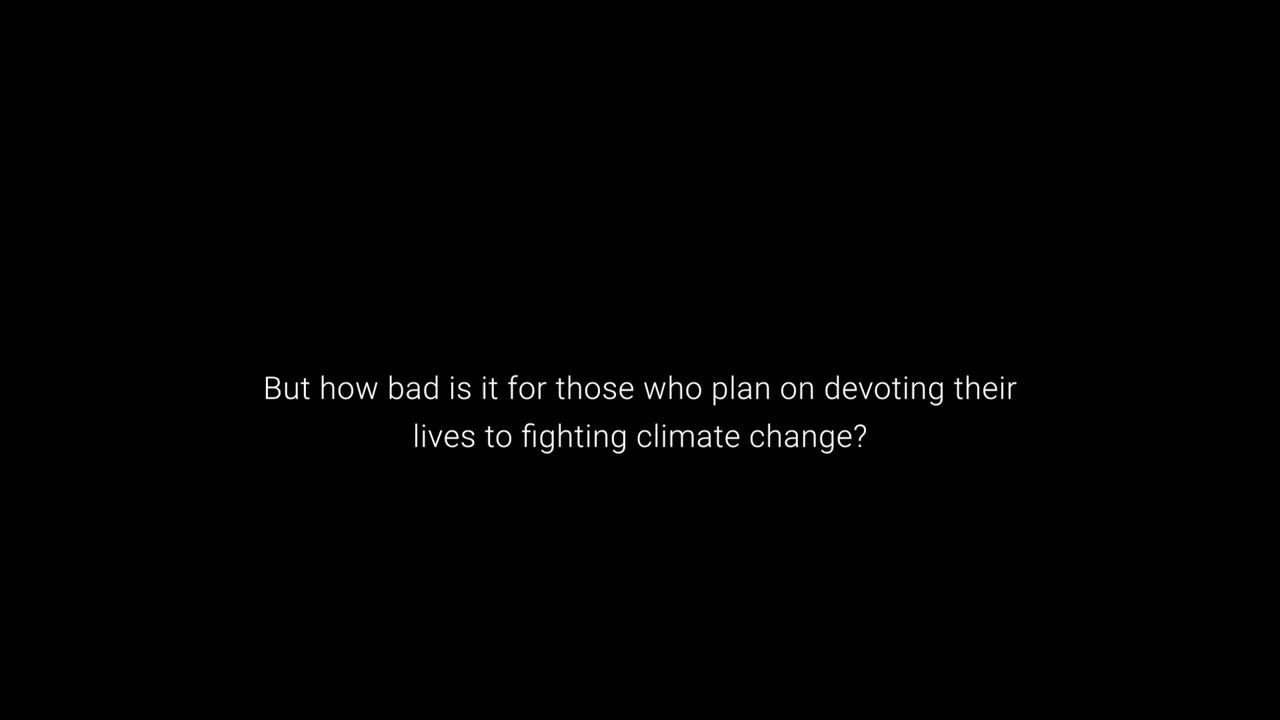 But how bad is it for those who plan on devoting their
lives to fighting climate change?